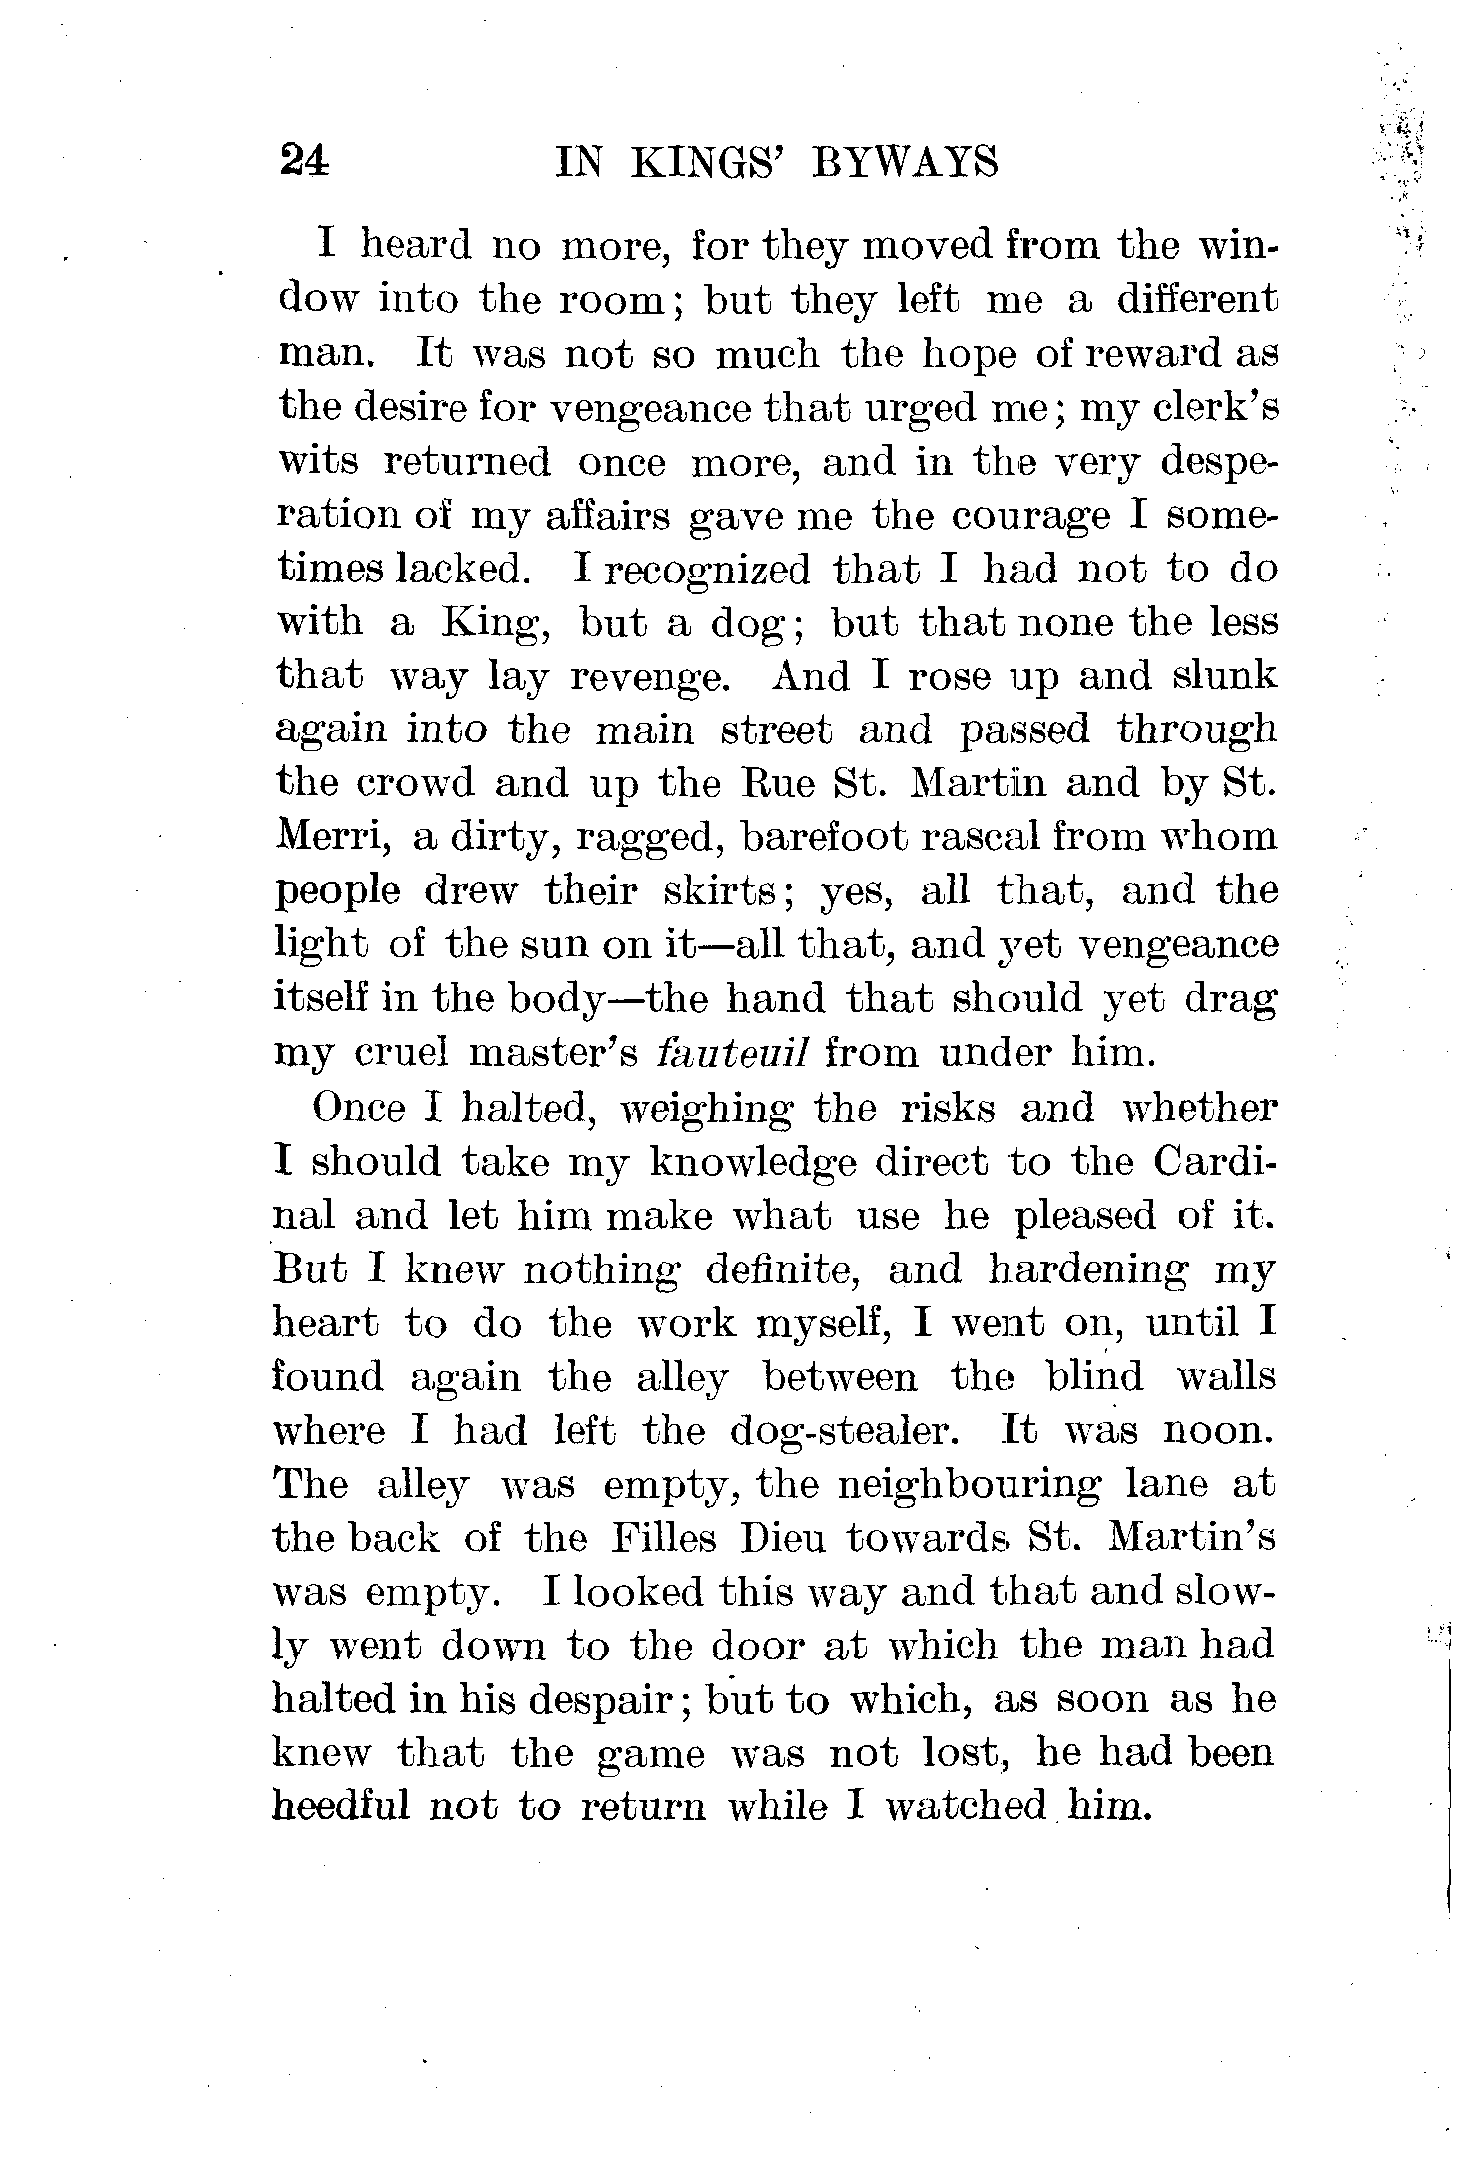 24 IN KINGS' BYWAYS
I heard no more, for they moved from the win-
dow into the room; but they left me a different
man. It was not so much the hope of reward as
the desire for vengeance that urged me; my clerk's
wits returned once more, and in the very despe-
ration of my affairs gave me the courage I some-
times lacked. I recognized that I had not to do
with a King, but a dog; but that none the less
that way lay revenge. And I rose up and slunk
again into the main street and passed through
the crowd and up the Rue St. Martin and by St.
Merri, a dirty, ragged, barefoot rascal from whom
people drew their skirts; yes, all that, and the
light of the sun on it—all that, and yet vengeance
itself in the body—the hand that should yet drag
my cruel master's fauteuil from under him.
Once I halted, weighing the risks and whether
I should take my knowledge direct to the Cardi-
nal and let him make what use he pleased of it.
But I knew nothing definite, and hardening my
heart to do the work myself, I went on, until I
found again the alley between the blind walls
where I had left the dog-stealer. It was noon.
The alley was empty, the neighbouring lane at
the back of the Filles Dieu towards St. Martin's
was empty. I looked this way and that and slow-
ly went down to the door at which the man had
halted in his despair; but to which, as soon as he
knew that the game was not lost, he had been
heedful not to return while I watched him.